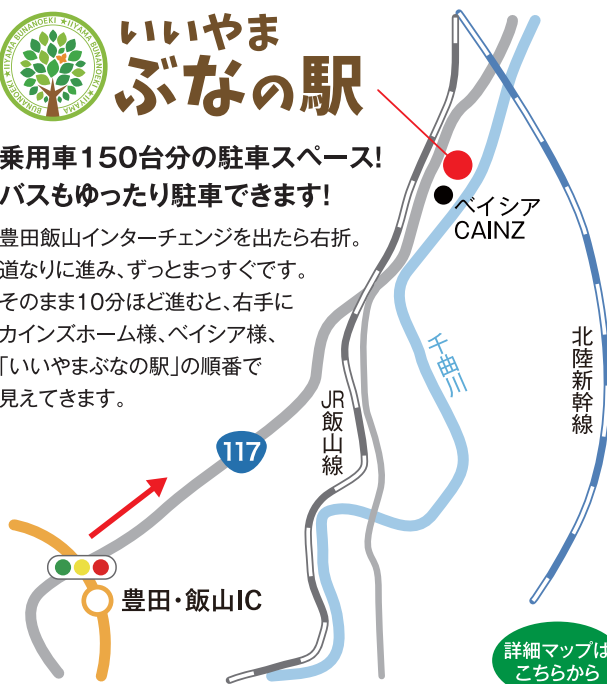 ★IIYAMA BUNANOEKI★IIYAMA BUNANOEKI
いいやま
ぶなの駅
乗用車150台分の駐車スペース!
バスもゆったり駐車できます!
豊田飯山インターチェンジを出たら右折。
道なりに進み、ずっとまっすぐです。
そのまま10分ほど進むと、右手に
カインズホーム様、ベイシア様、
「いいやまぶなの駅」の順番で
見えてきます。
ベイシア
CAINZ
千曲川
北陸新幹線
JR飯山線
117
豊田・飯山IC
詳細マップは
こちらから